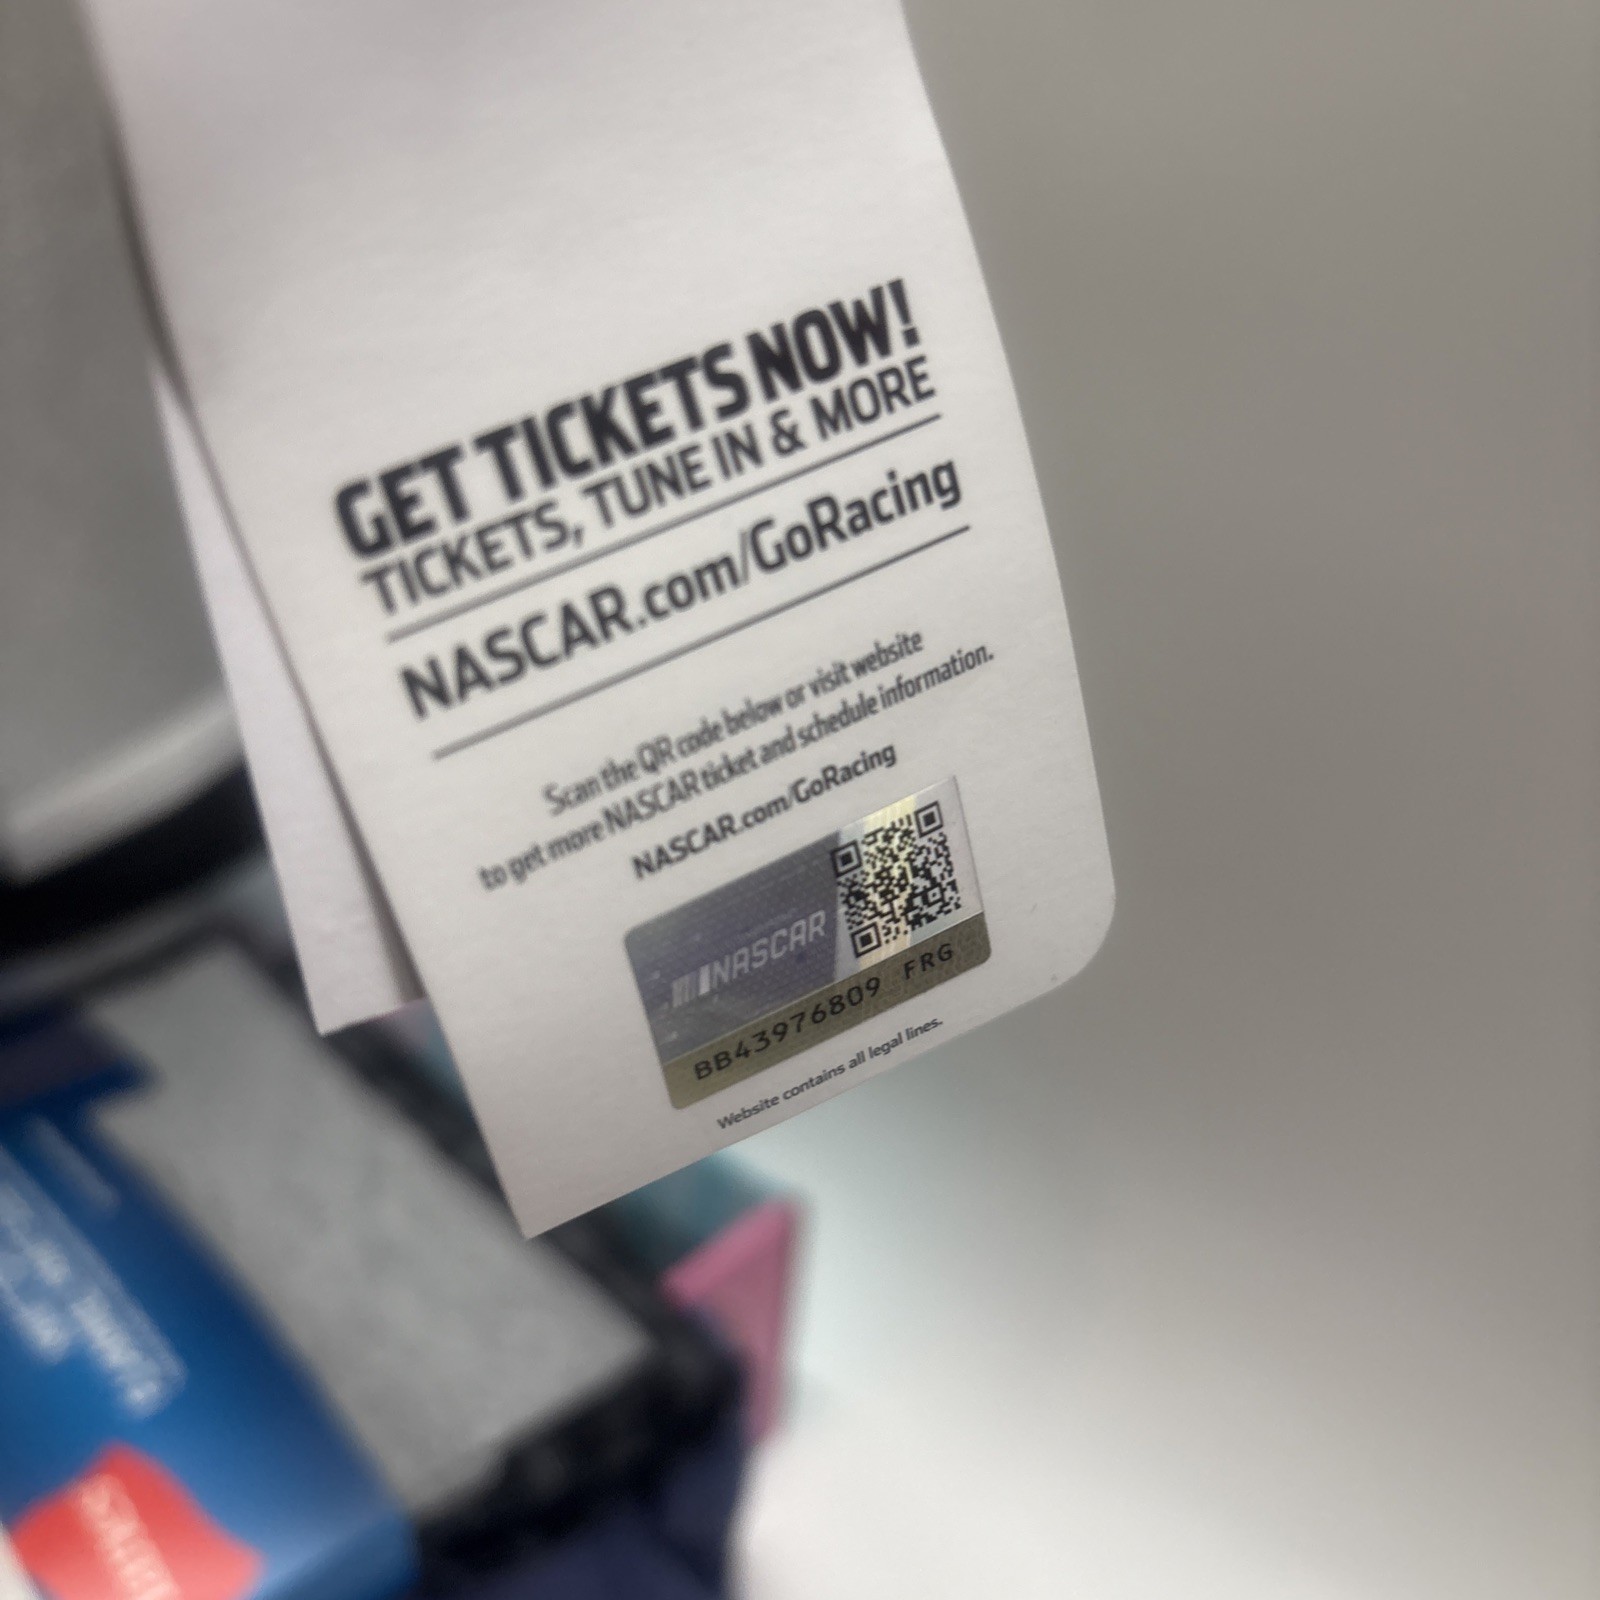 GET TICKETS NOW!
TICKETS, TUNE IN & MORE
NASCAR.com/GoRacing
Scan the QR code below or visit website
to get more NASCAR ticket and schedule information.
NASCAR.com/GoRacing
NASCAR
BB43976809 FRG
Website contains all legal lines.